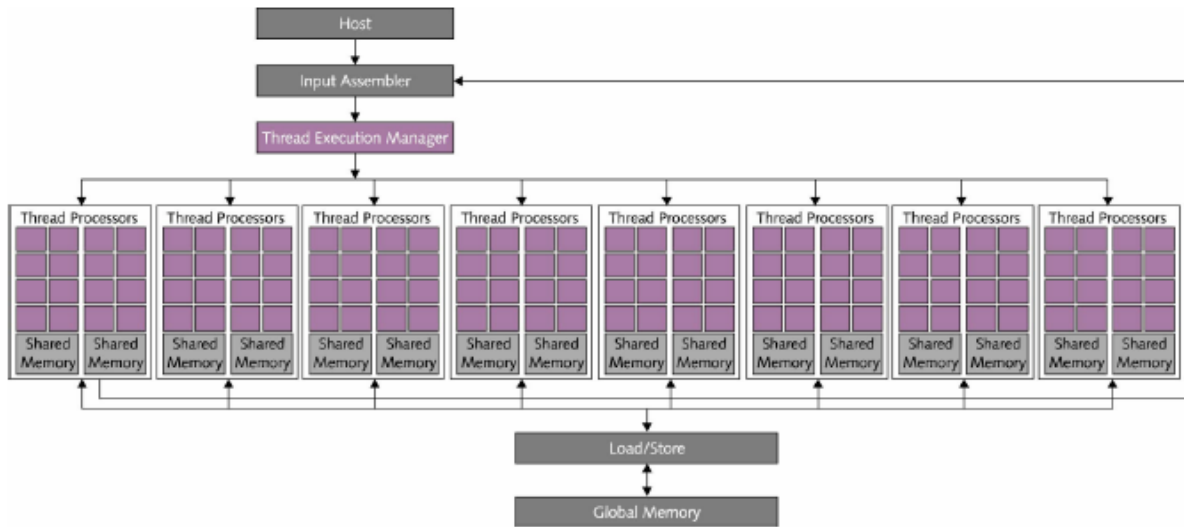 Host
Input Assembler
Thread Execution Manager
Thread Processors Thread Processors Thread Processors Thread Processors Thread Processors Thread Processors Thread Processors Thread Processors
Shared Shared Shared Shared Shared Shared Shared Shared Shared Shared Shared Shared Shared Shared Shared Shared
Memory Memory Memory Memory Memory Memory Memory Memory Memory Memory Memory Memory Memory Memory Memory Memory
Load/Store
Global Memory